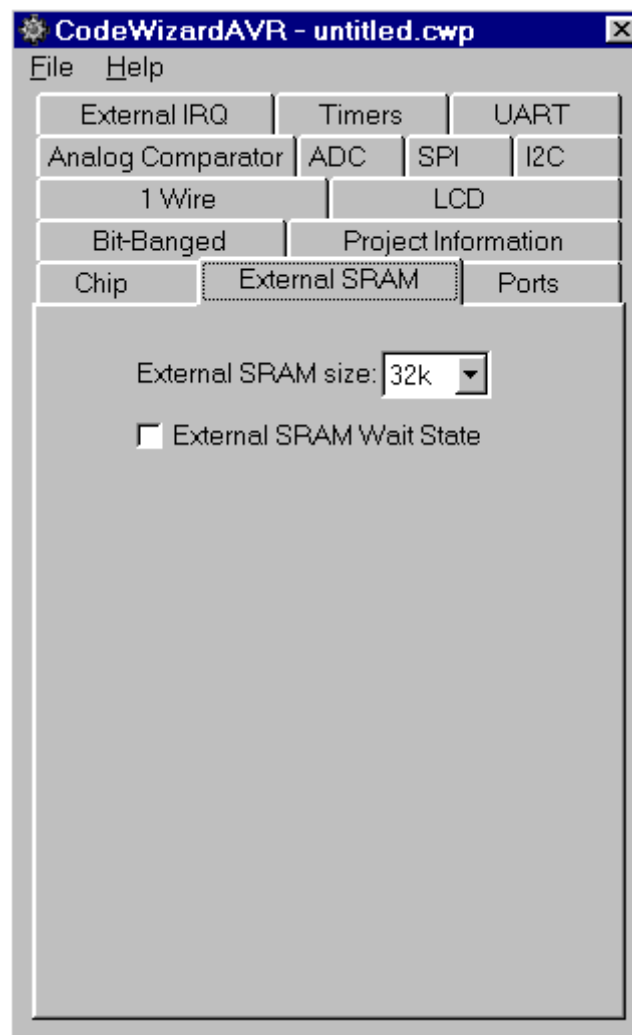 CodeWizardAVR - untitled.cwp
File Help
External IRQ Timers UART
Analog Comparator ADC SPI I2C
1 Wire LCD
Bit-Banged Project Information
Chip External SRAM Ports
External SRAM size: 32k
External SRAM Wait State